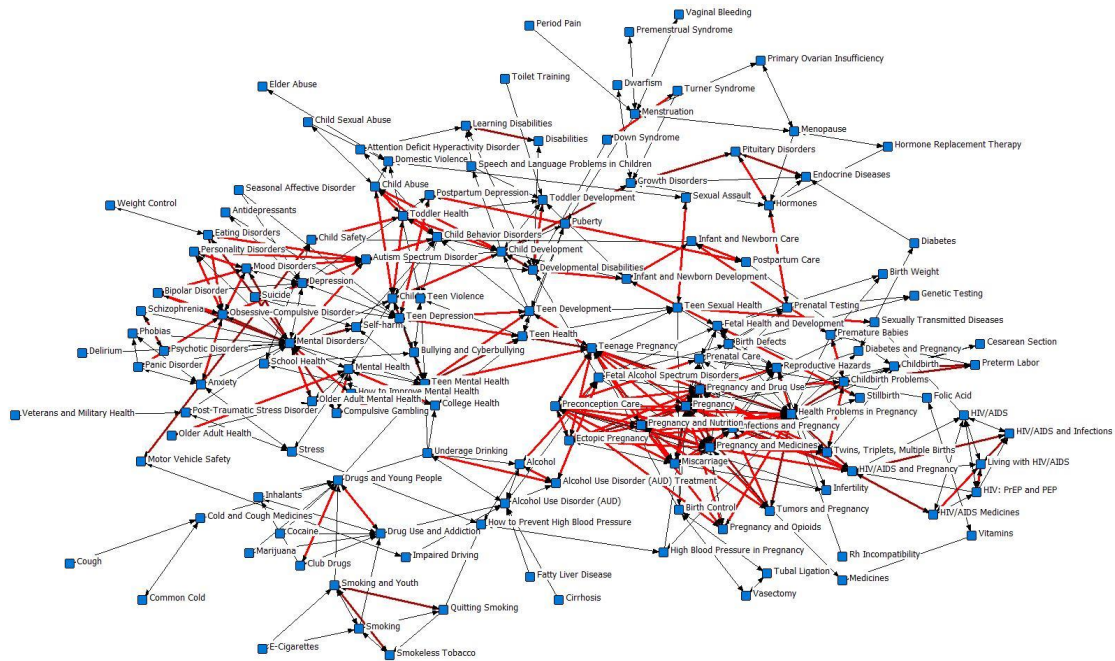 Vaginal Bleeding
Period Pain
Premenstrual Syndrome
Primary Ovarian Insufficiency
Toilet Training
Elder Abuse
Dwarfism
Turner Syndrome
Menstruation
Child Sexual Abuse
Learning Disabilities
Menopause
Disabilities
Down Syndrome
Hormone Replacement Therapy
Attention Deficit Hyperactivity Disorder
Pituitary Disorders
Domestic Violence
Speech and Language Problems in Children
Endocrine Diseases
Growth Disorders
Child Abuse
Seasonal Affective Disorder
Postpartum Depression
Toddler Development
Sexual Assault
Weight Control
Hormones
Antidepressants
Toddler Health
Puberty
Eating Disorders
Child Safety
Child Behavior Disorders
Infant and Newborn Care
Diabetes
Personality Disorders
Autism Spectrum Disorder
Child Development
Postpartum Care
Mood Disorders
Developmental Disabilities
Birth Weight
Depression
Infant and Newborn Development
Bipolar Disorder
Suicide
Teen Violence
Genetic Testing
Schizophrenia
Obsessive-Compulsive Disorder
Teen Depression
Teen Development
Teen Sexual Health
Prenatal Testing
Sexually Transmitted Diseases
Phobias
Self-harm
Teen Health
Fetal Health and Development
Premature Babies
Delirium
Psychotic Disorders
Mental Disorders
Bullying and Cyberbullying
Teenage Pregnancy
Birth Defects
Diabetes and Pregnancy
Cesarean Section
Panic Disorder
School Health
Mental Health
Prenatal Care
Reproductive Hazards
Childbirth
Preterm Labor
Anxiety
Teen Mental Health
Fetal Alcohol Spectrum Disorders
Pregnancy and Drug Use
Childbirth Problems
How to Improve Mental Health
Older Adult Mental Health
College Health
Preconception Care
Pregnancy
Stillbirth
Folic Acid
Veterans and Military Health
Post-Traumatic Stress Disorder
Compulsive Gambling
Health Problems in Pregnancy
HIV/AIDS
Pregnancy and Nutrition
Infections and Pregnancy
HIV/AIDS and Infections
Older Adult Health
Ectopic Pregnancy
Pregnancy and Medicines
Stress
Underage Drinking
Twins, Triplets, Multiple Births
Motor Vehicle Safety
Alcohol
Miscarriage
HIV/AIDS and Pregnancy
Living with HIV/AIDS
Drugs and Young People
Alcohol Use Disorder (AUD) Treatment
Infertility
HIV: PrEP and PEP
Inhalants
Alcohol Use Disorder (AUD)
Birth Control
Tumors and Pregnancy
HIV/AIDS Medicines
Cold and Cough Medicines
How to Prevent High Blood Pressure
Pregnancy and Opioids
Cocaine
Drug Use and Addiction
Vitamins
Marijuana
Impaired Driving
High Blood Pressure in Pregnancy
Rh Incompatibility
Cough
Club Drugs
Tubal Ligation
Fatty Liver Disease
Medicines
Smoking and Youth
Vasectomy
Common Cold
Cirrhosis
Quitting Smoking
Smoking
E-Cigarettes
Smokeless Tobacco